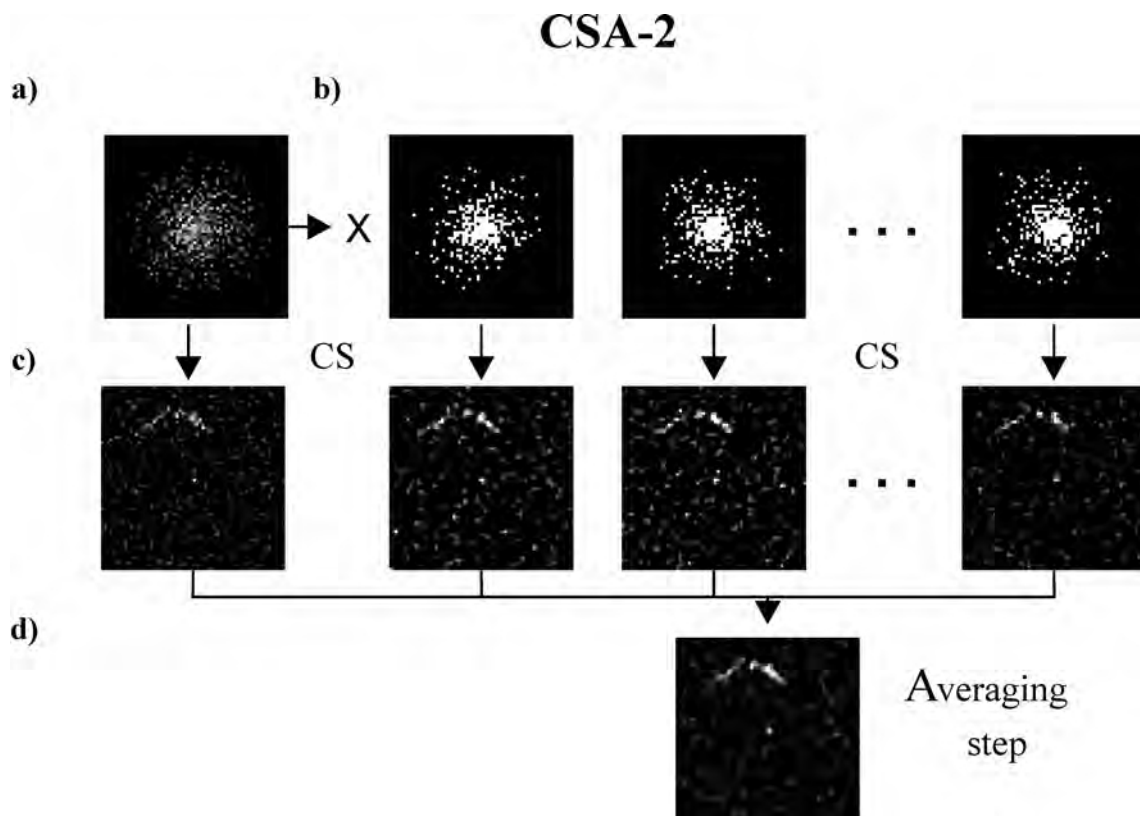 CSA-2
a)
b)
X
. . .
c)
CS
CS
. . .
d)
Averaging
step